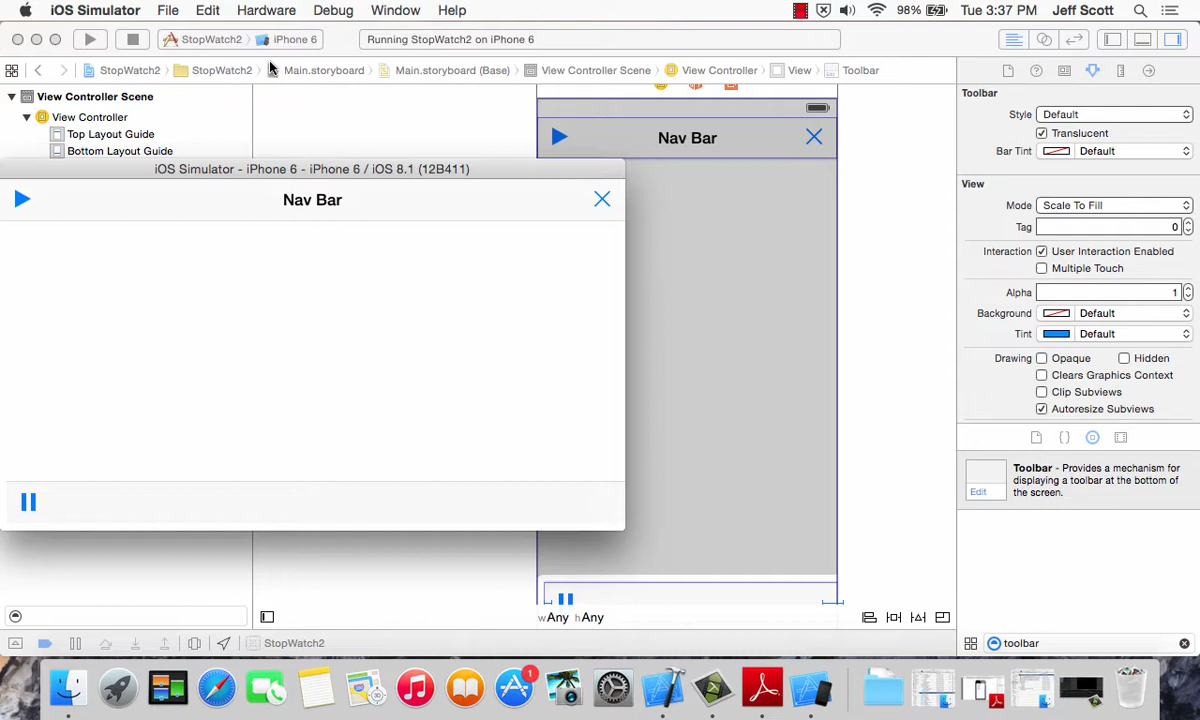 iOS Simulator File Edit Hardware Debug Window Help 98% Tue 3:37 PM Jeff Scott
StopWatch2 iPhone 6 Running StopWatch2 on iPhone 6
StopWatch2 StopWatch2 Main.storyboard Main.storyboard (Base) View Controller Scene View Controller View Toolbar
View Controller Scene
View Controller
Top Layout Guide
Bottom Layout Guide
iOS Simulator - iPhone 6 - iPhone 6 / iOS 8.1 (12B411)
Nav Bar
Nav Bar
wAny hAny
StopWatch2
Toolbar
Style Default
Translucent
Bar Tint Default
View
Mode Scale To Fill
Tag 0
Interaction User Interaction Enabled
Multiple Touch
Alpha 1
Background Default
Tint Default
Drawing Opaque Hidden
Clears Graphics Context
Clip Subviews
Autoresize Subviews
Edit
Toolbar - Provides a mechanism for
displaying a toolbar at the bottom of
the screen.
toolbar
1